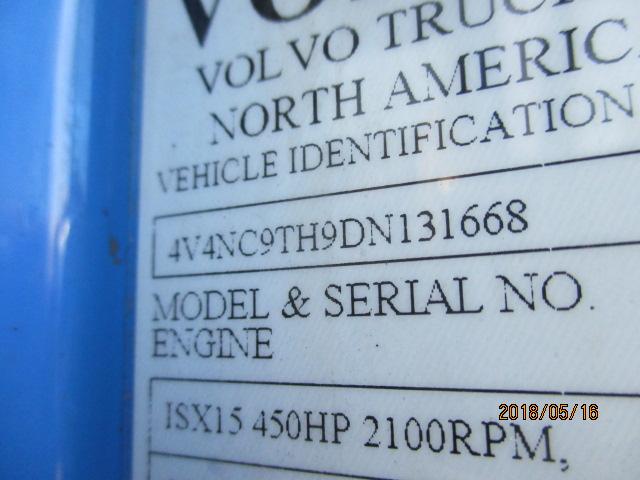 VOLVO TRUC
NORTH AMERIC
VEHICLE IDENTIFICATION
4V4NC9TH9DN131668
MODEL & SERIAL NO.
ENGINE
ISX15 450HP 2100RPM,
2018/05/16